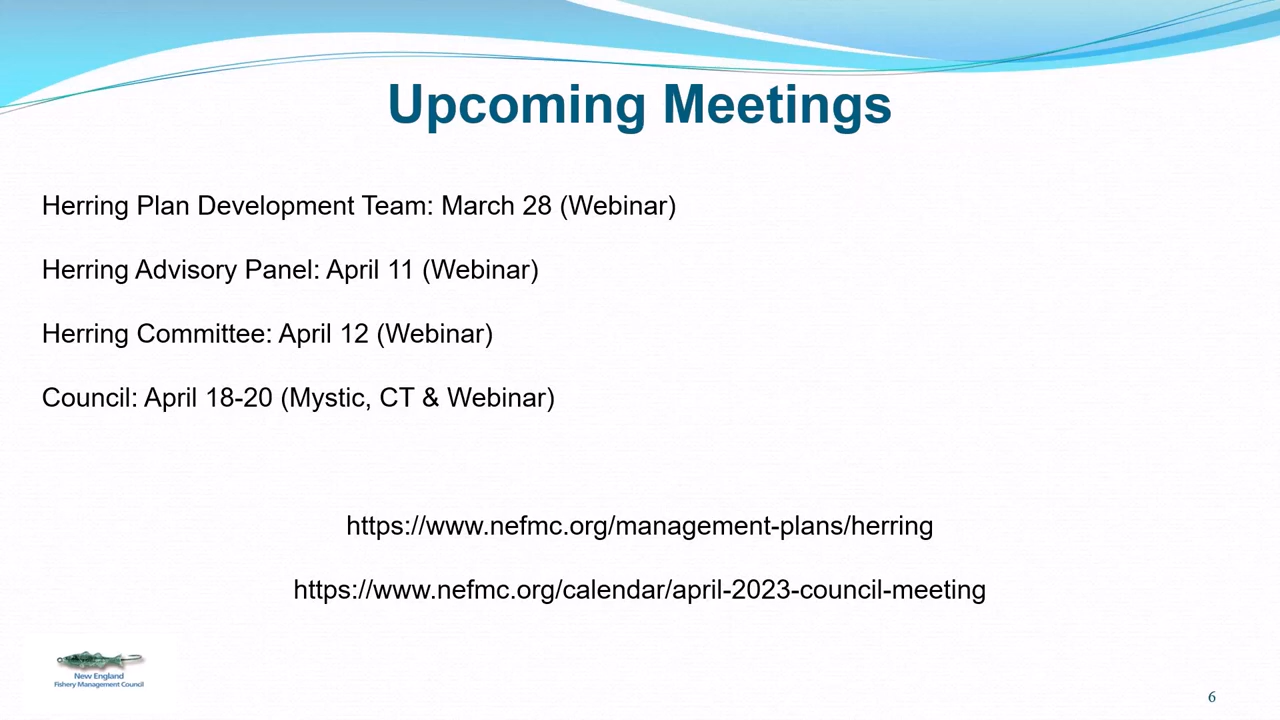 Upcoming Meetings
Herring Plan Development Team: March 28 (Webinar)
Herring Advisory Panel: April 11 (Webinar)
Herring Committee: April 12 (Webinar)
Council: April 18-20 (Mystic, CT & Webinar)
https://www.nefmc.org/management-plans/herring
https://www.nefmc.org/calendar/april-2023-council-meeting
New England
Fishery Management Council
6